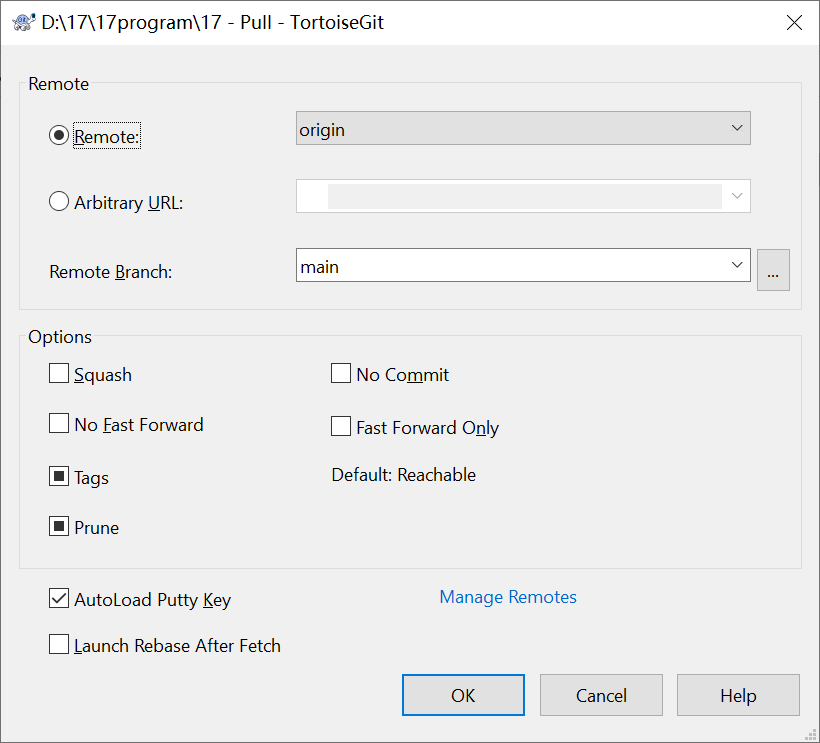 D:\17\17program\17 - Pull - TortoiseGit
Remote
Remote:
origin
Arbitrary URL:
Remote Branch:
main
...
Options
Squash
No Commit
No Fast Forward
Fast Forward Only
Tags
Default: Reachable
Prune
AutoLoad Putty Key
Manage Remotes
Launch Rebase After Fetch
OK
Cancel
Help